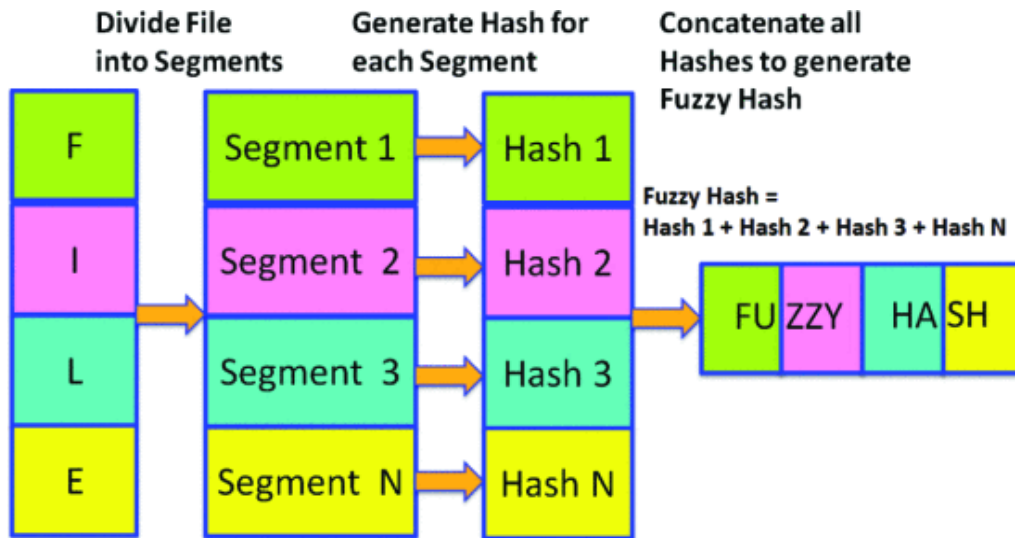 Divide File
into Segments
Generate Hash for
each Segment
Concatenate all
Hashes to generate
Fuzzy Hash
F
I
L
E
Segment 1
Segment 2
Segment 3
Segment N
Hash 1
Hash 2
Hash 3
Hash N
Fuzzy Hash =
Hash 1 + Hash 2 + Hash 3 + Hash N
FU ZZY HA SH